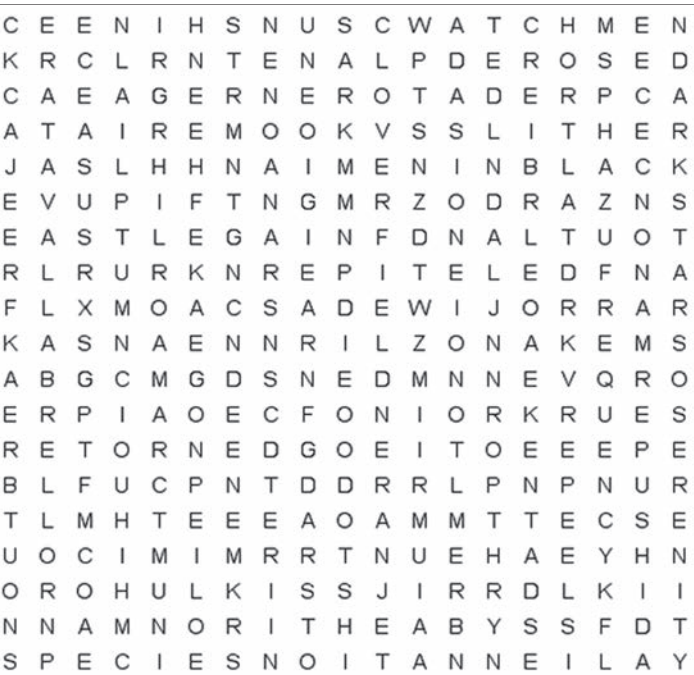 C E E N I H S N U S C W A T C H M E N
K R C L R N T E N A L P D E R O S E D
C A E A G E R N E R O T A D E R P C A
A T A I R E M O O K V S S L I T H E R
J A S L H H N A I M E N I N B L A C K
E V U P I F T N G M R Z O D R A Z N S
E A S T L E G A I N F D N A L T U O T
R L R U R K N R E P I T E L E D F N A
F L X M O A C S A D E W I J O R R A R
K A S N A E N N R I L Z O N A K E M S
A B G C M G D S N E D M N N E V Q R O
E R P I A O E C F O N I O R K R U E S
R E T O R N E D G O E I T O E E E P E
B L F U C P N T D D R R L P N P N U R
T L M H T E E E A O A M M T T E C S E
U O C I M I M R R T N U E H A E Y H N
O R O H U L K I S S J I R R D L K I I
N N A M N O R I T H E A B Y S S F D T
S P E C I E S N O I T A N N E I L A Y